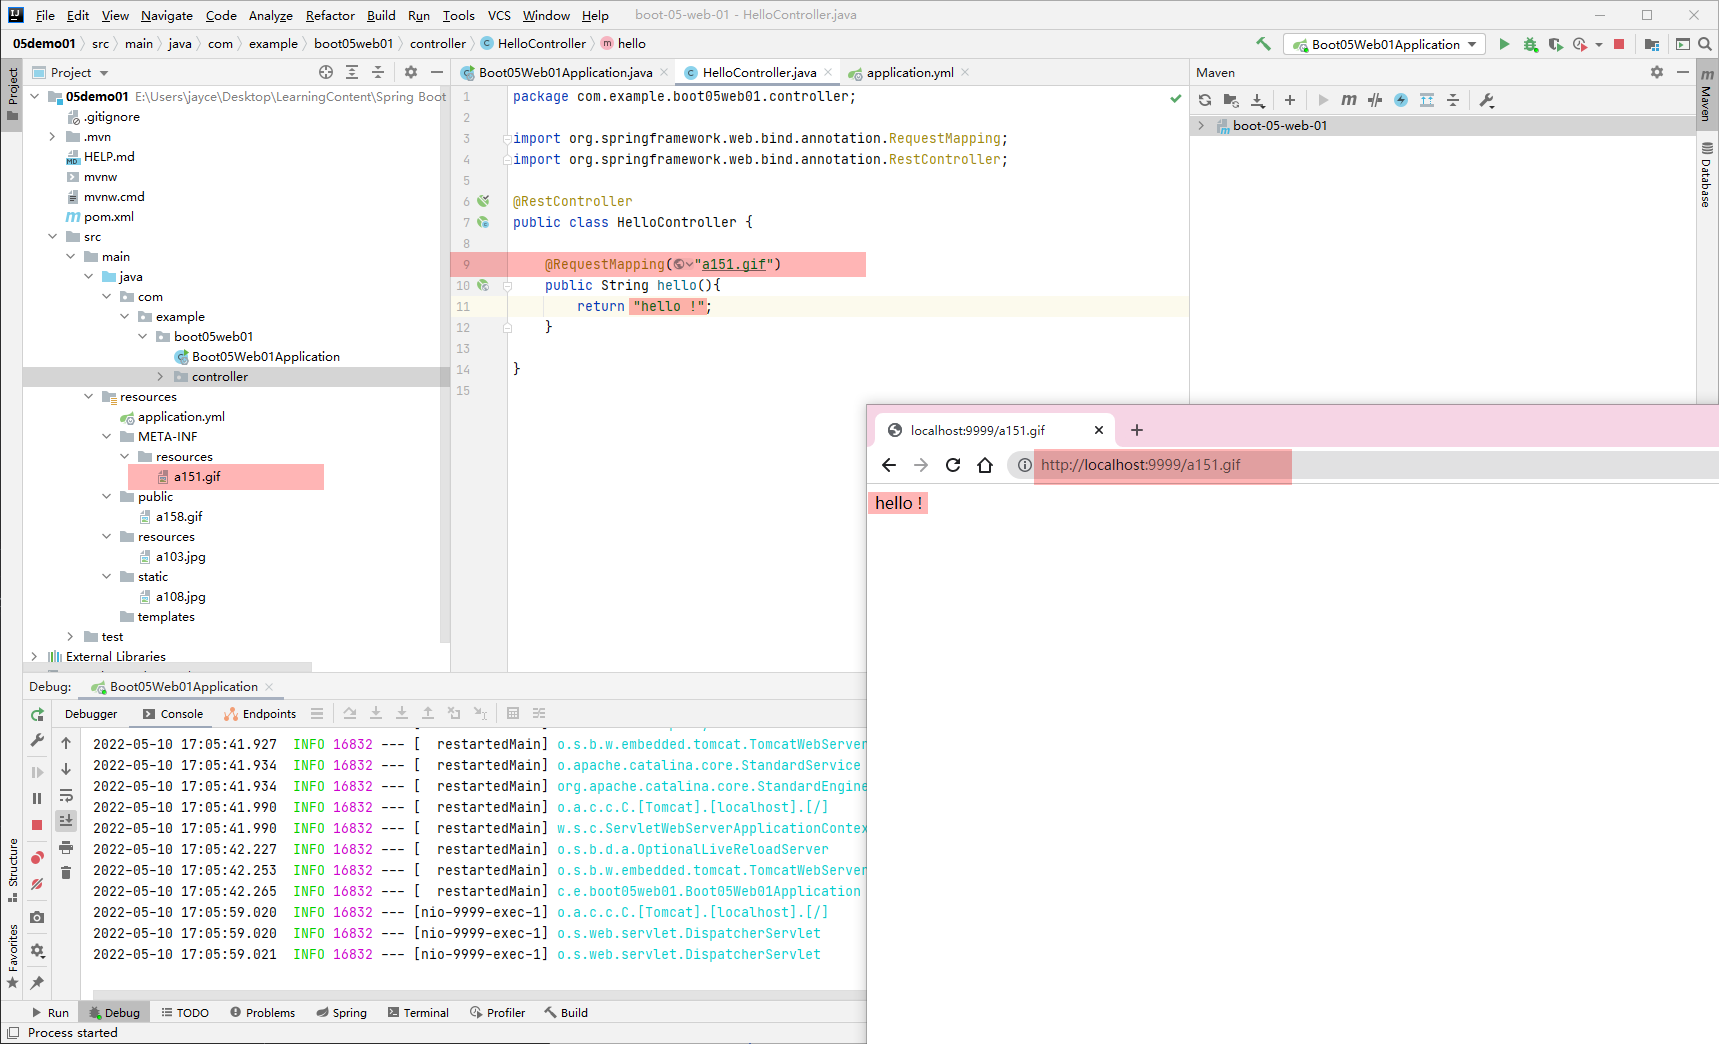 File Edit View Navigate Code Analyze Refactor Build Run Tools VCS Window Help boot-05-web-01 - HelloController.java
05demo01 src main java com example boot05web01 controller HelloController hello Boot05Web01Application
Project
Boot05Web01Application.java HelloController.java application.yml
Maven
05demo01 E:\Users\jayce\Desktop\LearningContent\Spring Boot
.gitignore
.mvn
HELP.md
mvnw
mvnw.cmd
pom.xml
src
main
java
com
example
boot05web01
Boot05Web01Application
controller
resources
application.yml
META-INF
resources
a151.gif
public
a158.gif
resources
a103.jpg
static
a108.jpg
templates
test
External Libraries
1 package com.example.boot05web01.controller;
2
3 import org.springframework.web.bind.annotation.RequestMapping;
4 import org.springframework.web.bind.annotation.RestController;
5
6 @RestController
7 public class HelloController {
8
9 @RequestMapping("a151.gif")
10 public String hello(){
11 return "hello !";
12 }
13
14 }
15
boot-05-web-01
Project
Maven
Database
Structure
Favorites
localhost:9999/a151.gif
http://localhost:9999/a151.gif
hello !
Debug: Boot05Web01Application
Debugger Console Endpoints
2022-05-10 17:05:41.927 INFO 16832 --- [ restartedMain] o.s.b.w.embedded.tomcat.TomcatWebServer
2022-05-10 17:05:41.934 INFO 16832 --- [ restartedMain] o.apache.catalina.core.StandardService
2022-05-10 17:05:41.934 INFO 16832 --- [ restartedMain] org.apache.catalina.core.StandardEngine
2022-05-10 17:05:41.990 INFO 16832 --- [ restartedMain] o.a.c.c.C.[Tomcat].[localhost].[/]
2022-05-10 17:05:41.990 INFO 16832 --- [ restartedMain] w.s.c.ServletWebServerApplicationContex
2022-05-10 17:05:42.227 INFO 16832 --- [ restartedMain] o.s.b.d.a.OptionalLiveReloadServer
2022-05-10 17:05:42.253 INFO 16832 --- [ restartedMain] o.s.b.w.embedded.tomcat.TomcatWebServer
2022-05-10 17:05:42.265 INFO 16832 --- [ restartedMain] c.e.boot05web01.Boot05Web01Application
2022-05-10 17:05:59.020 INFO 16832 --- [nio-9999-exec-1] o.a.c.c.C.[Tomcat].[localhost].[/]
2022-05-10 17:05:59.020 INFO 16832 --- [nio-9999-exec-1] o.s.web.servlet.DispatcherServlet
2022-05-10 17:05:59.021 INFO 16832 --- [nio-9999-exec-1] o.s.web.servlet.DispatcherServlet
Run Debug TODO Problems Spring Terminal Profiler Build
Process started